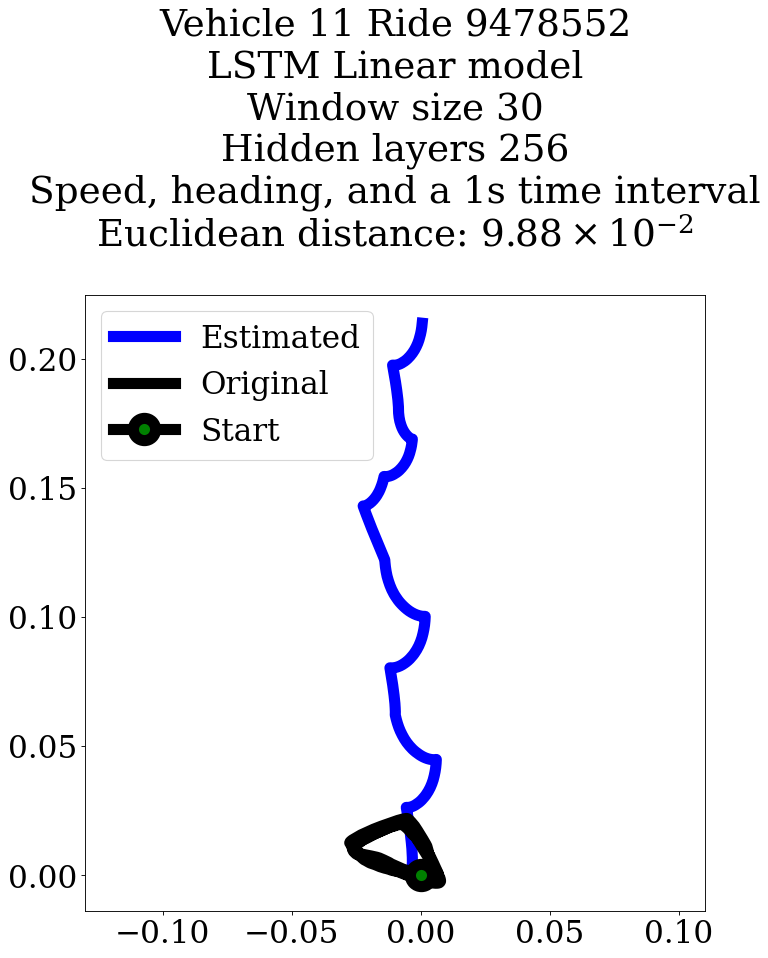 Vehicle 11 Ride 9478552
LSTM Linear model
Window size 30
Hidden layers 256
Speed, heading, and a 1s time interval
Euclidean distance: 9.88 × 10⁻²
Estimated
Original
Start
0.20
0.15
0.10
0.05
0.00
−0.10 −0.05 0.00 0.05 0.10